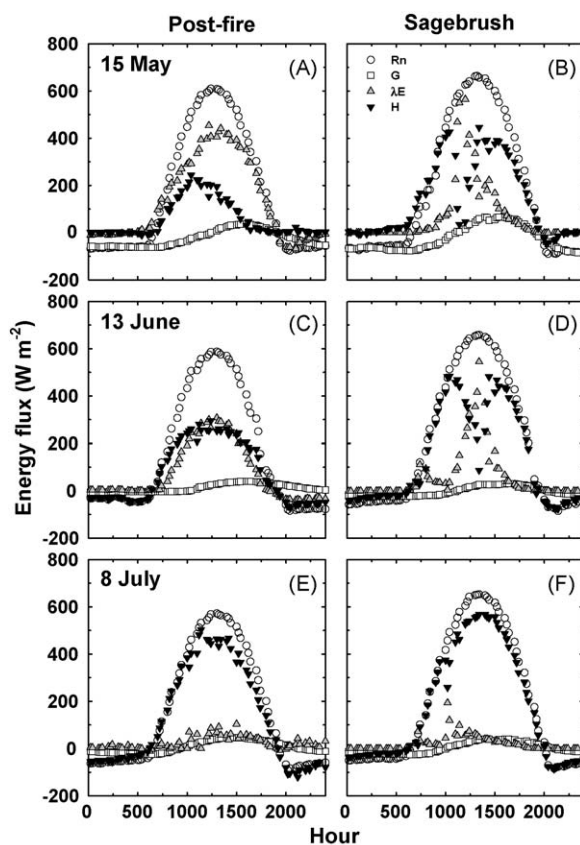 Post-fire Sagebrush
800
15 May (A) (B)
Rn
G
λE
H
600
400
200
0
-200
800
13 June (C) (D)
600
400
200
0
-200
800
8 July (E) (F)
600
400
200
0
-200
Energy flux (W m-2)
0 500 1000 1500 2000 0 500 1000 1500 2000
Hour